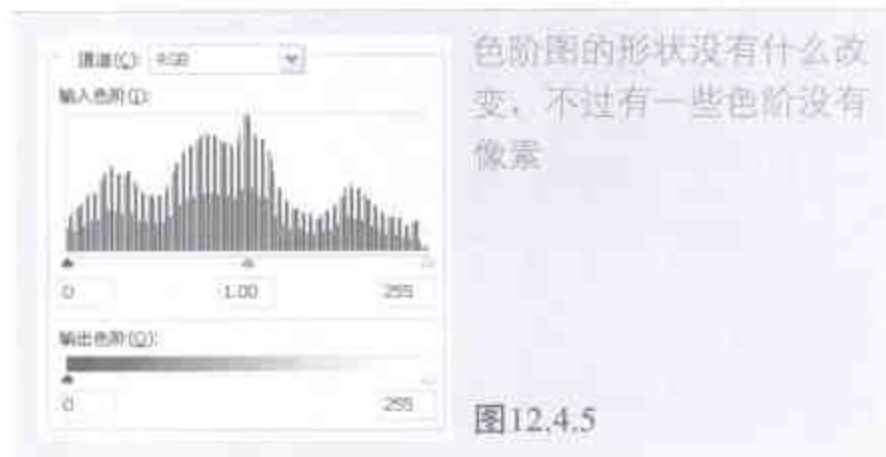 通道(C): RGB
输入色阶(I):
0 1.00 255
输出色阶(O):
0 255
色阶图的形状没有什么改
变，不过有一些色阶没有
像素
图12.4.5